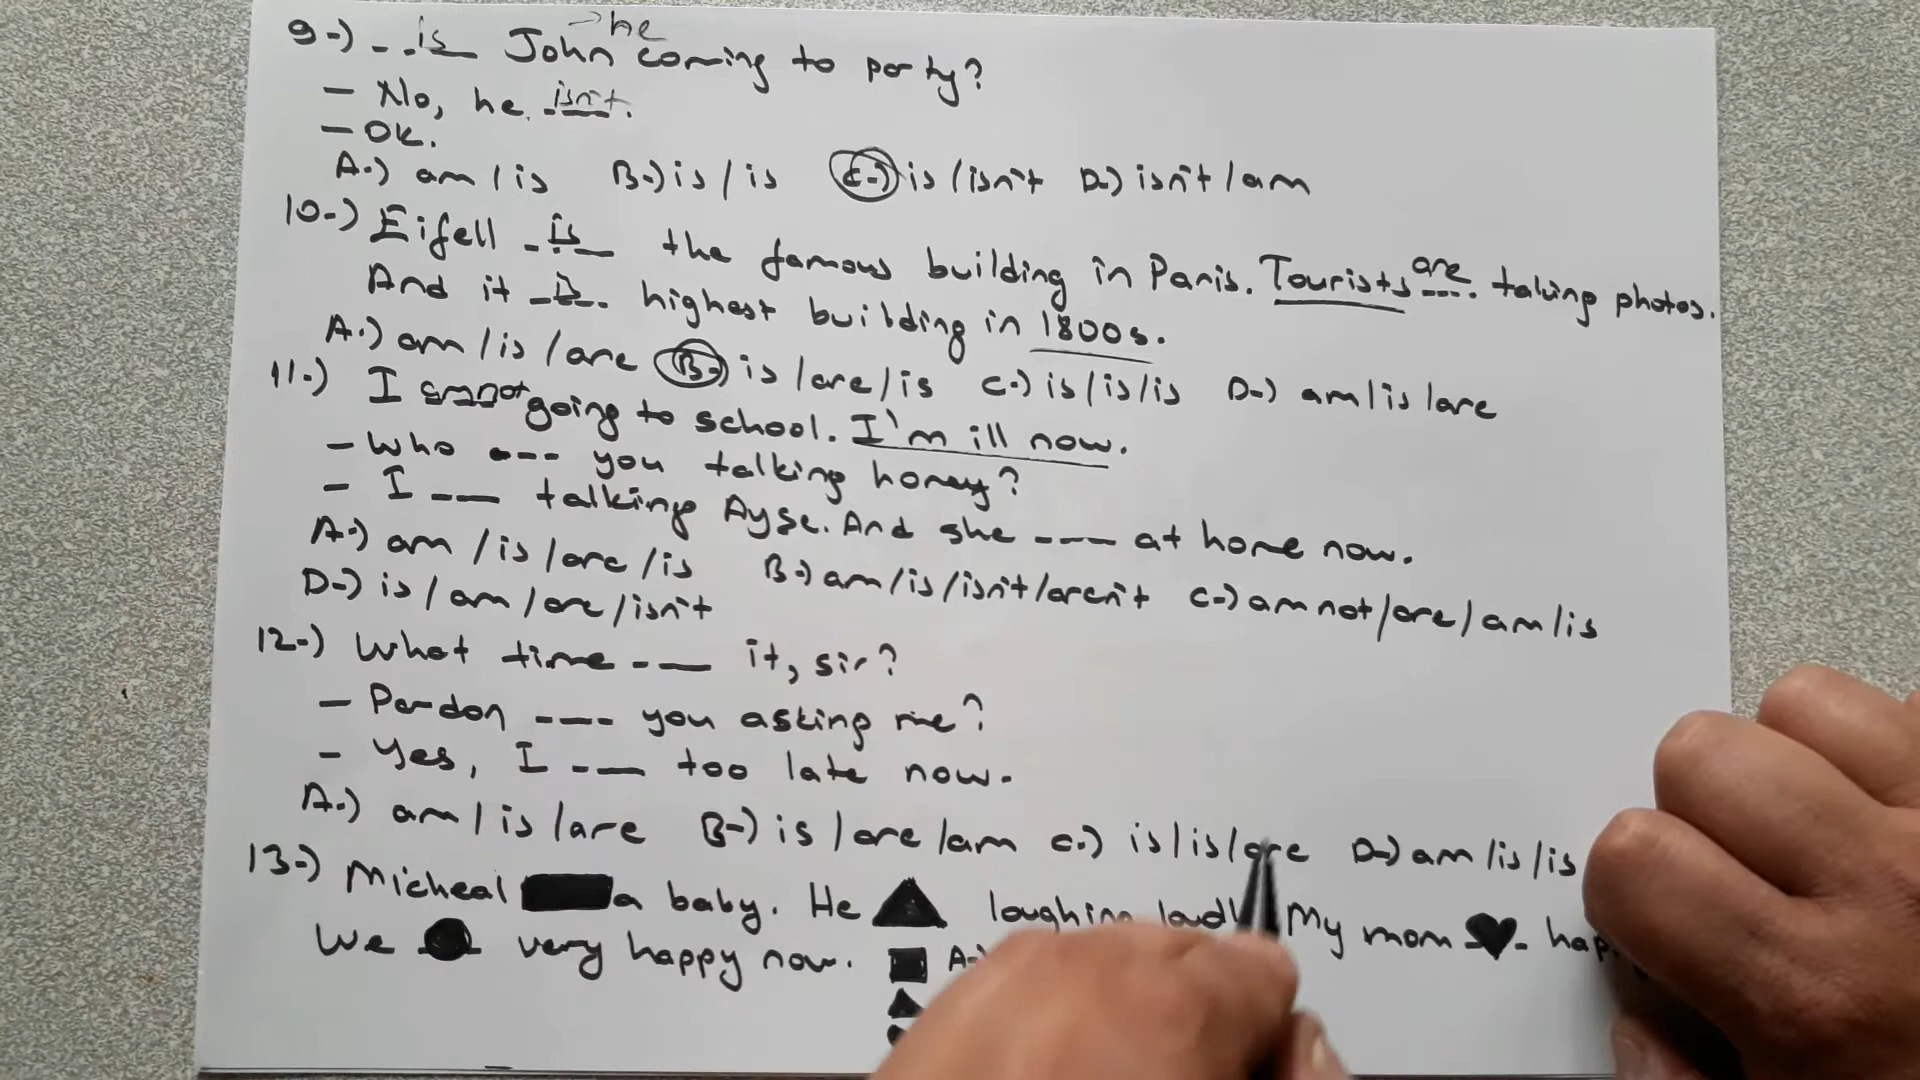 he
9-) is John coming to party?
- No, he isn't.
- OK.
A-) am / is B-) is / is C-) is / isn't D-) isn't / am
10-) Eifell is the famous building in Paris. Tourists are taking photos.
And it is highest building in 1800s.
A-) am / is / are B-) is / are / is C-) is / is / is D-) am / is / are
11-) I am not going to school. I'm ill now.
- Who --- you talking honey?
- I --- talking Ayşe. And she --- at home now.
A-) am / is / are / is B-) am / is / isn't / aren't C-) am not / are / am / is
D-) is / am / are / isn't
12-) What time --- it, sir?
- Pardon ---- you asking me?
- Yes, I --- too late now.
A-) am / is / are B-) is / are / am C-) is / is / are D-) am / is / is
13-) Micheal a baby. He laughing My mom
We very happy now. A-)